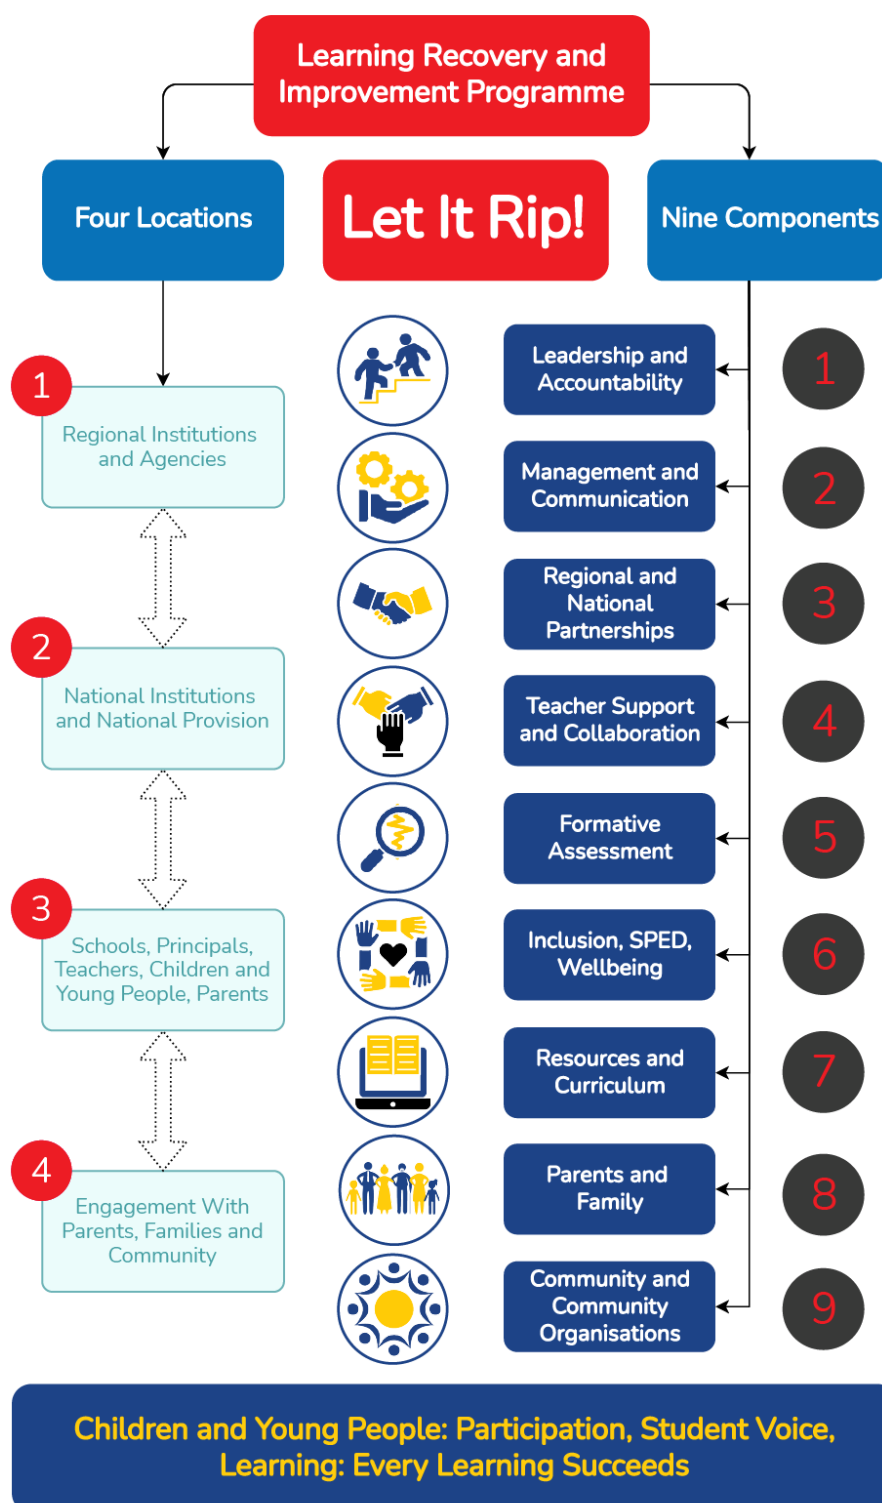 Learning Recovery and
Improvement Programme
Four Locations
Let It Rip!
Nine Components
1
Regional Institutions
and Agencies
2
National Institutions
and National Provision
3
Schools, Principals,
Teachers, Children and
Young People, Parents
4
Engagement With
Parents, Families and
Community
Leadership and
Accountability
1
Management and
Communication
2
Regional and
National
Partnerships
3
Teacher Support
and Collaboration
4
Formative
Assessment
5
Inclusion, SPED,
Wellbeing
6
Resources and
Curriculum
7
Parents and
Family
8
Community and
Community
Organisations
9
Children and Young People: Participation, Student Voice,
Learning: Every Learning Succeeds